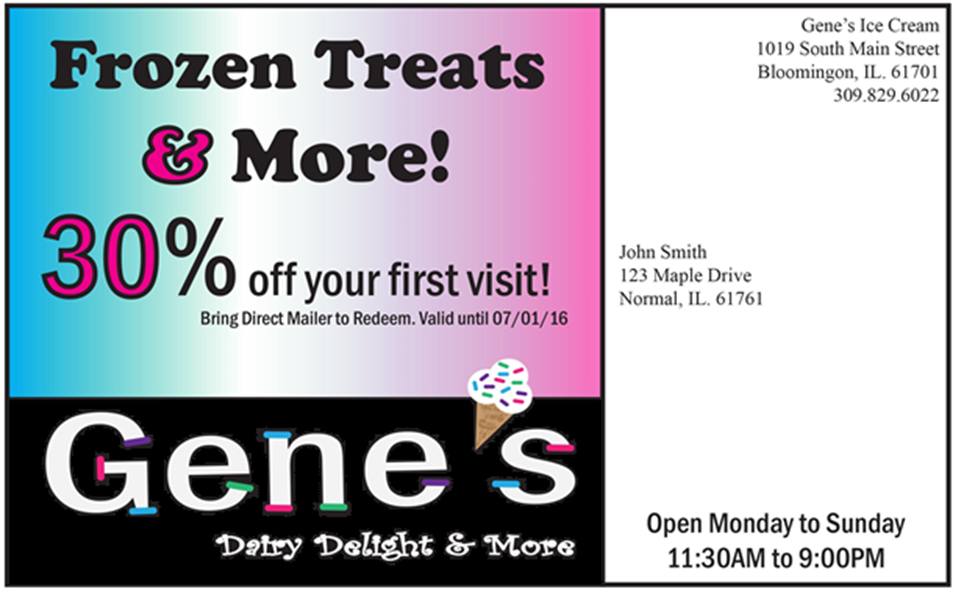 Frozen Treats
& More!
30% off your first visit!
Bring Direct Mailer to Redeem. Valid until 07/01/16
Gene's
Dairy Delight & More
Gene's Ice Cream
1019 South Main Street
Bloomingon, IL. 61701
309.829.6022
John Smith
123 Maple Drive
Normal, IL. 61761
Open Monday to Sunday
11:30AM to 9:00PM